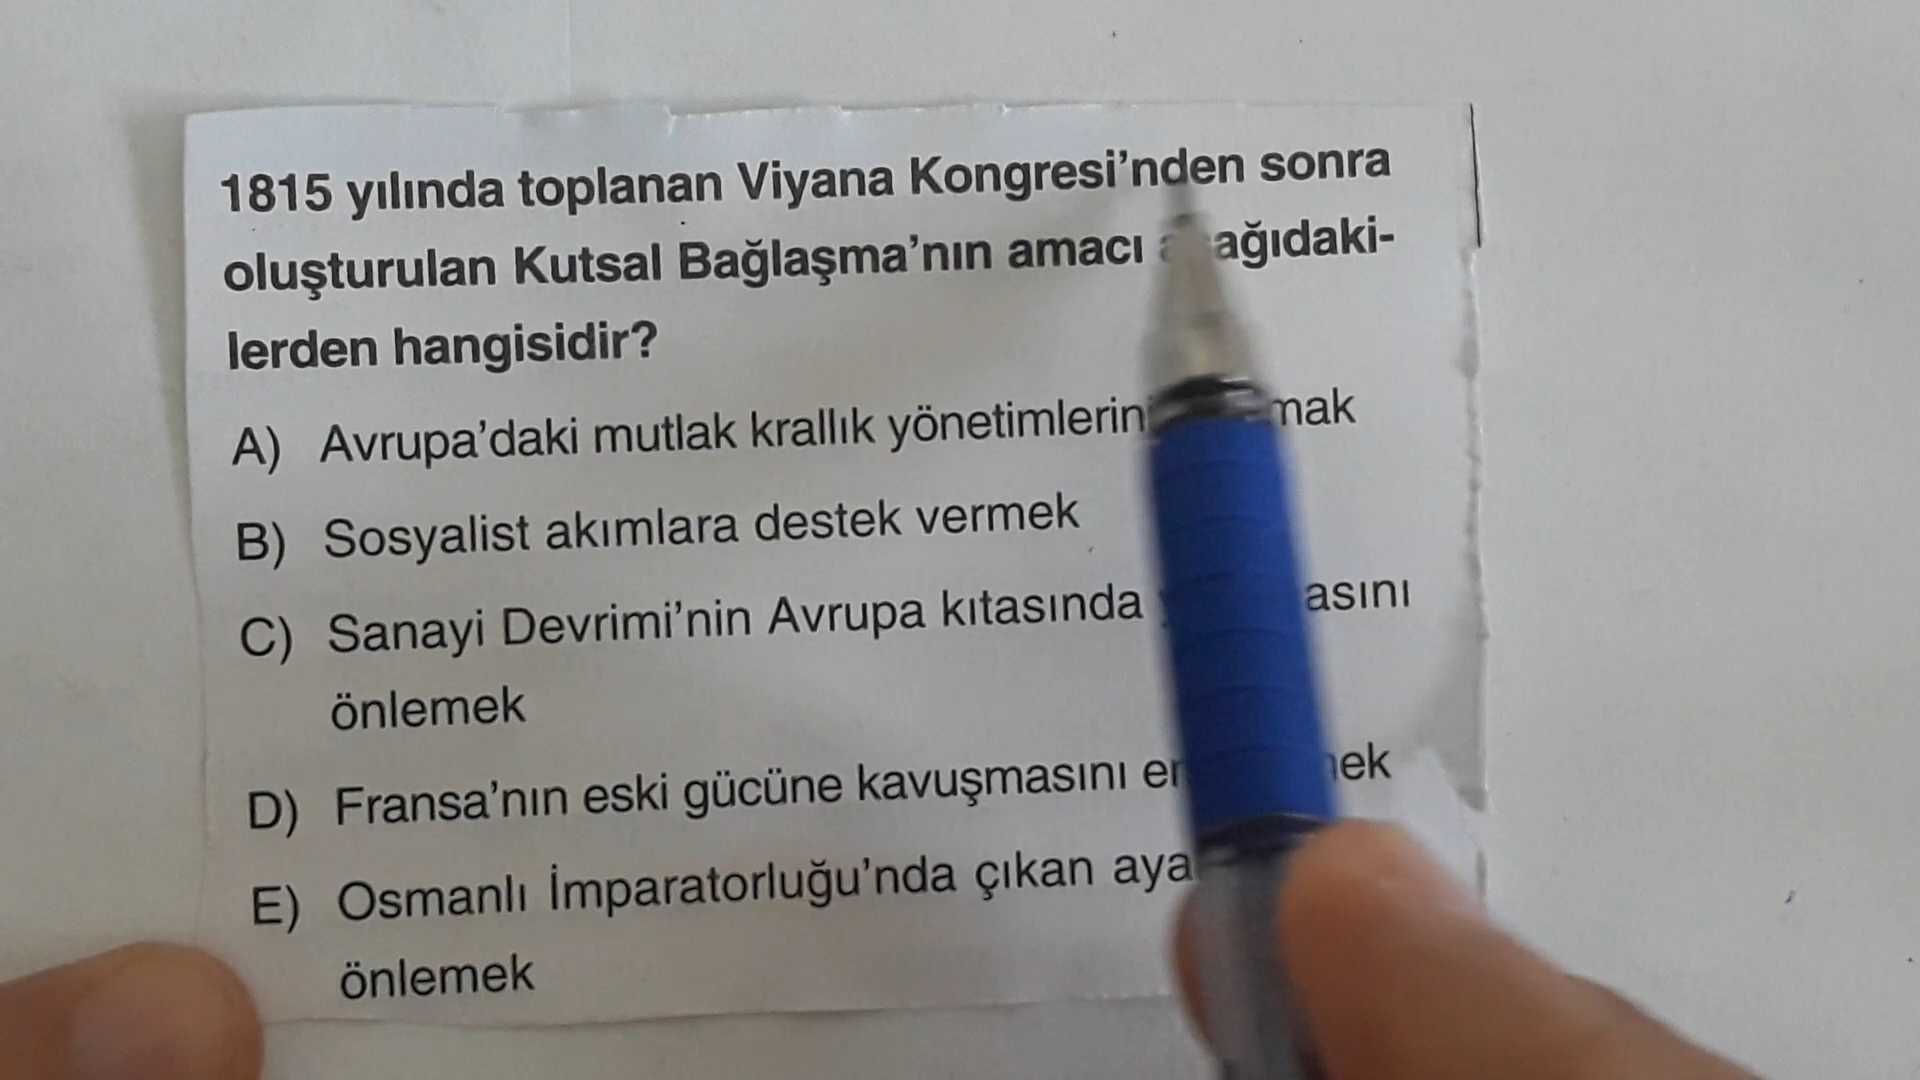 1815 yılında toplanan Viyana Kongresi'nden sonra
oluşturulan Kutsal Bağlaşma'nın amacı aşağıdaki-
lerden hangisidir?
A) Avrupa'daki mutlak krallık yönetimlerini
B) Sosyalist akımlara destek vermek
C) Sanayi Devrimi'nin Avrupa kıtasında
önlemek
D) Fransa'nın eski gücüne kavuşmasını
E) Osmanlı İmparatorluğu'nda çıkan
önlemek